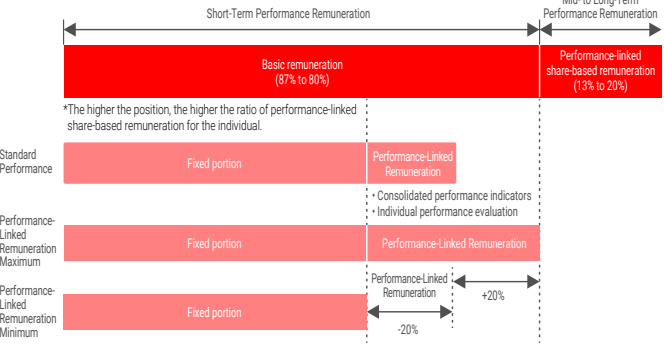 Short-Term Performance Remuneration
Mid- to Long-Term
Performance Remuneration
Basic remuneration
(87% to 80%)
Performance-linked
share-based remuneration
(13% to 20%)
*The higher the position, the higher the ratio of performance-linked
share-based remuneration for the individual.
Standard
Performance
Fixed portion
Performance-Linked
Remuneration
・Consolidated performance indicators
・Individual performance evaluation
Performance-
Linked
Remuneration
Maximum
Fixed portion
Performance-Linked Remuneration
Performance-
Linked
Remuneration
Minimum
Fixed portion
Performance-Linked
Remuneration
-20%
+20%